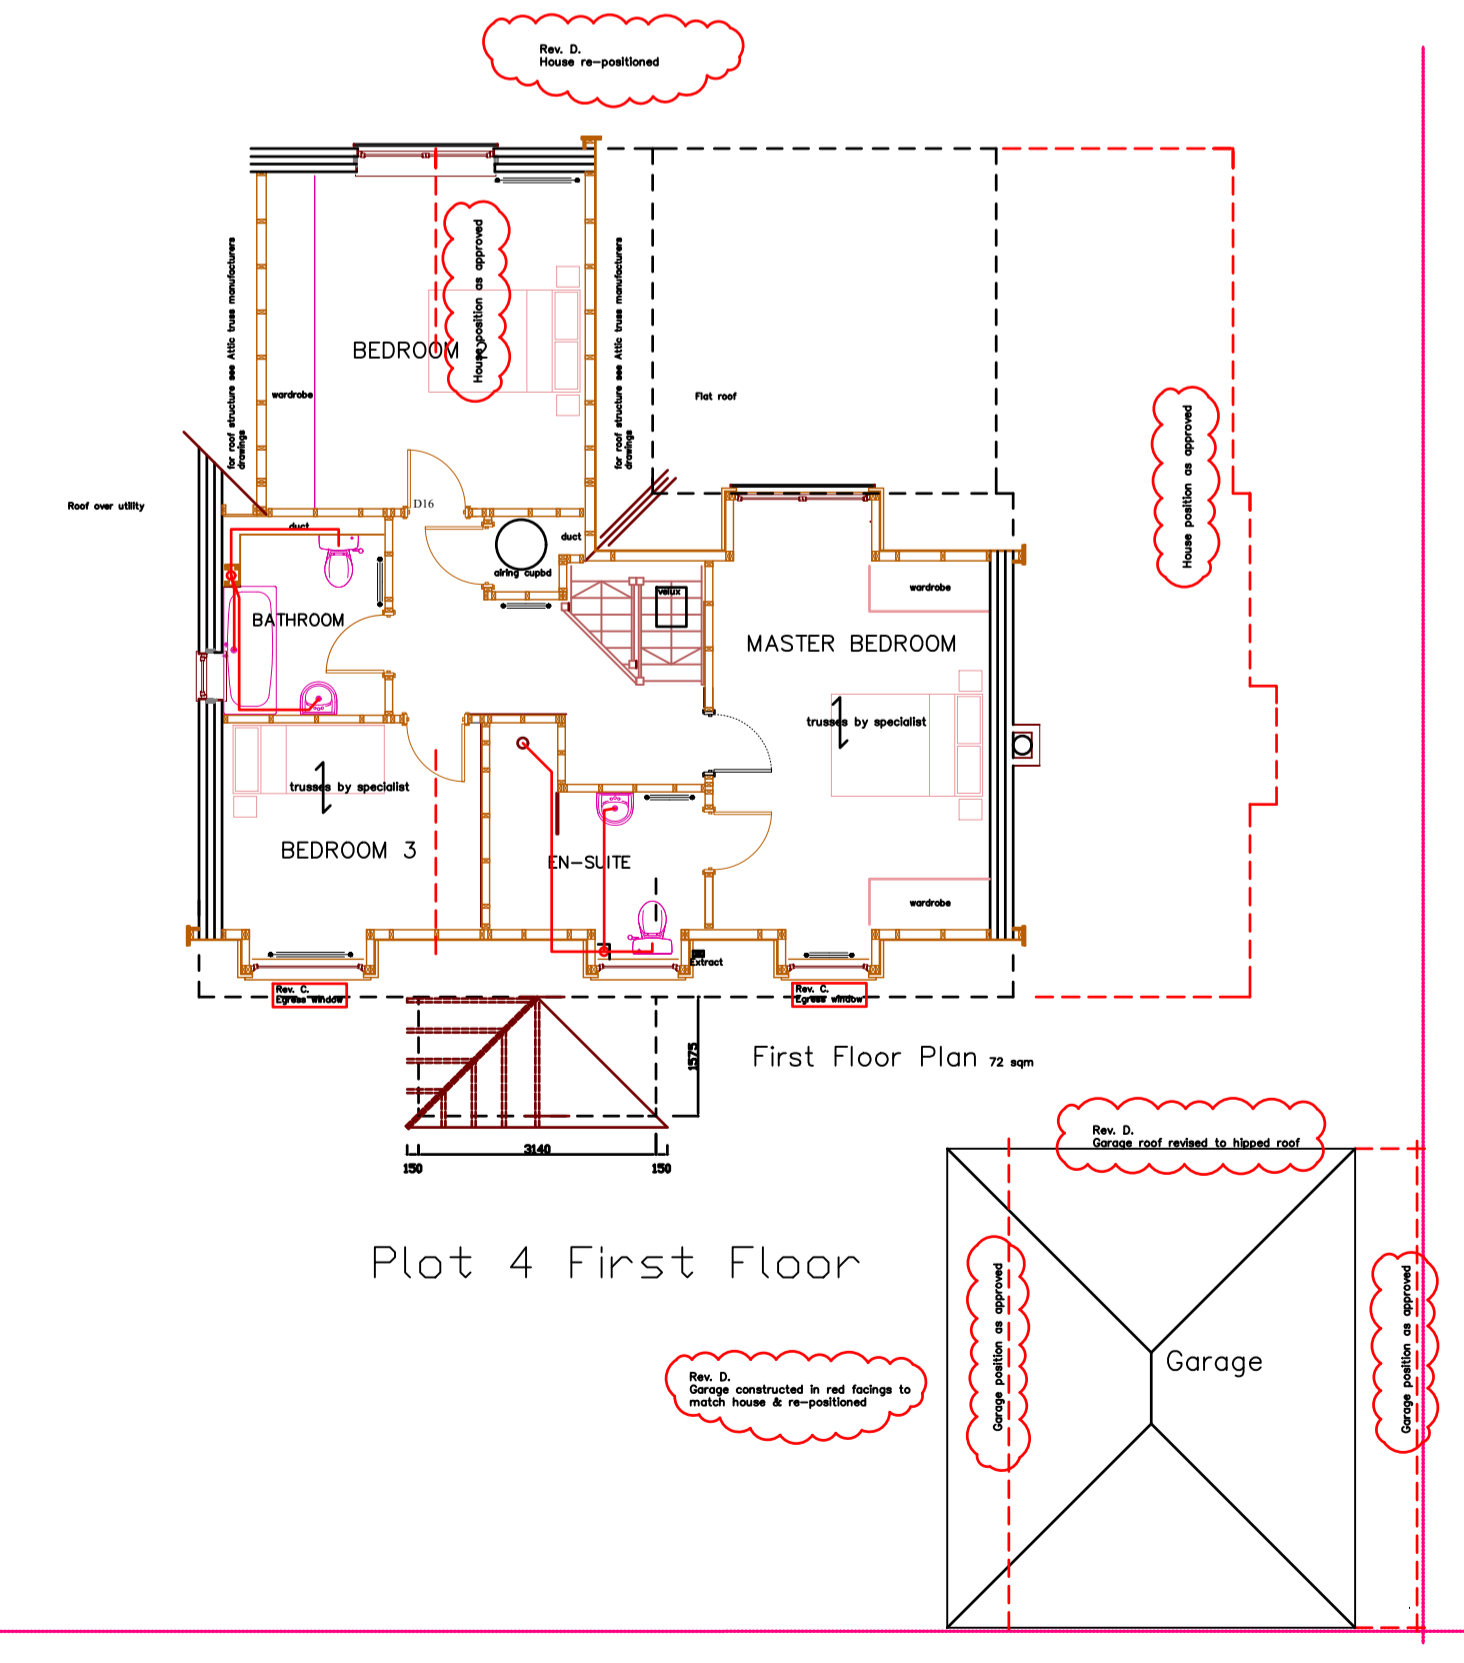 Rev. D.
House re-positioned
for roof structure see Attic truss manufacturers
drawings
House position as approved
for roof structure see Attic truss manufacturers
drawings
BEDROOM
wardrobe
Flat roof
House position as approved
Roof over utility
D16
duct
duct
airing cupbd
velux
wardrobe
BATHROOM
MASTER BEDROOM
trusses by specialist
trusses by specialist
BEDROOM 3
EN-SUITE
wardrobe
Extract
Rev. C.
Egress window
Rev. C.
Egress window
1575
First Floor Plan 72 sqm
3140
150
150
Rev. D.
Garage roof revised to hipped roof
Plot 4 First Floor
Garage position as approved
Garage position as approved
Garage
Rev. D.
Garage constructed in red facings to
match house & re-positioned